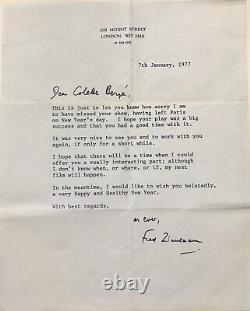 MOUNT STREET
LONDON
7th January, 1977
Dear Colette Bergé,
This is just to let you know how sorry I am
to have missed your show, having left Paris
on New Year's day. I hope your play was a big
success and that you had a good time with it.
It was very nice to see you and to work with you
again, if only for a short while.
I hope that there will be a time when I could
offer you a really interesting part; although
I don't know when, or where, or if, my next
film will happen.
In the meantime, I would like to wish you belatedly,
a very Happy and Healthy New Year.
With best regards,
as ever,
Fred Zinnemann